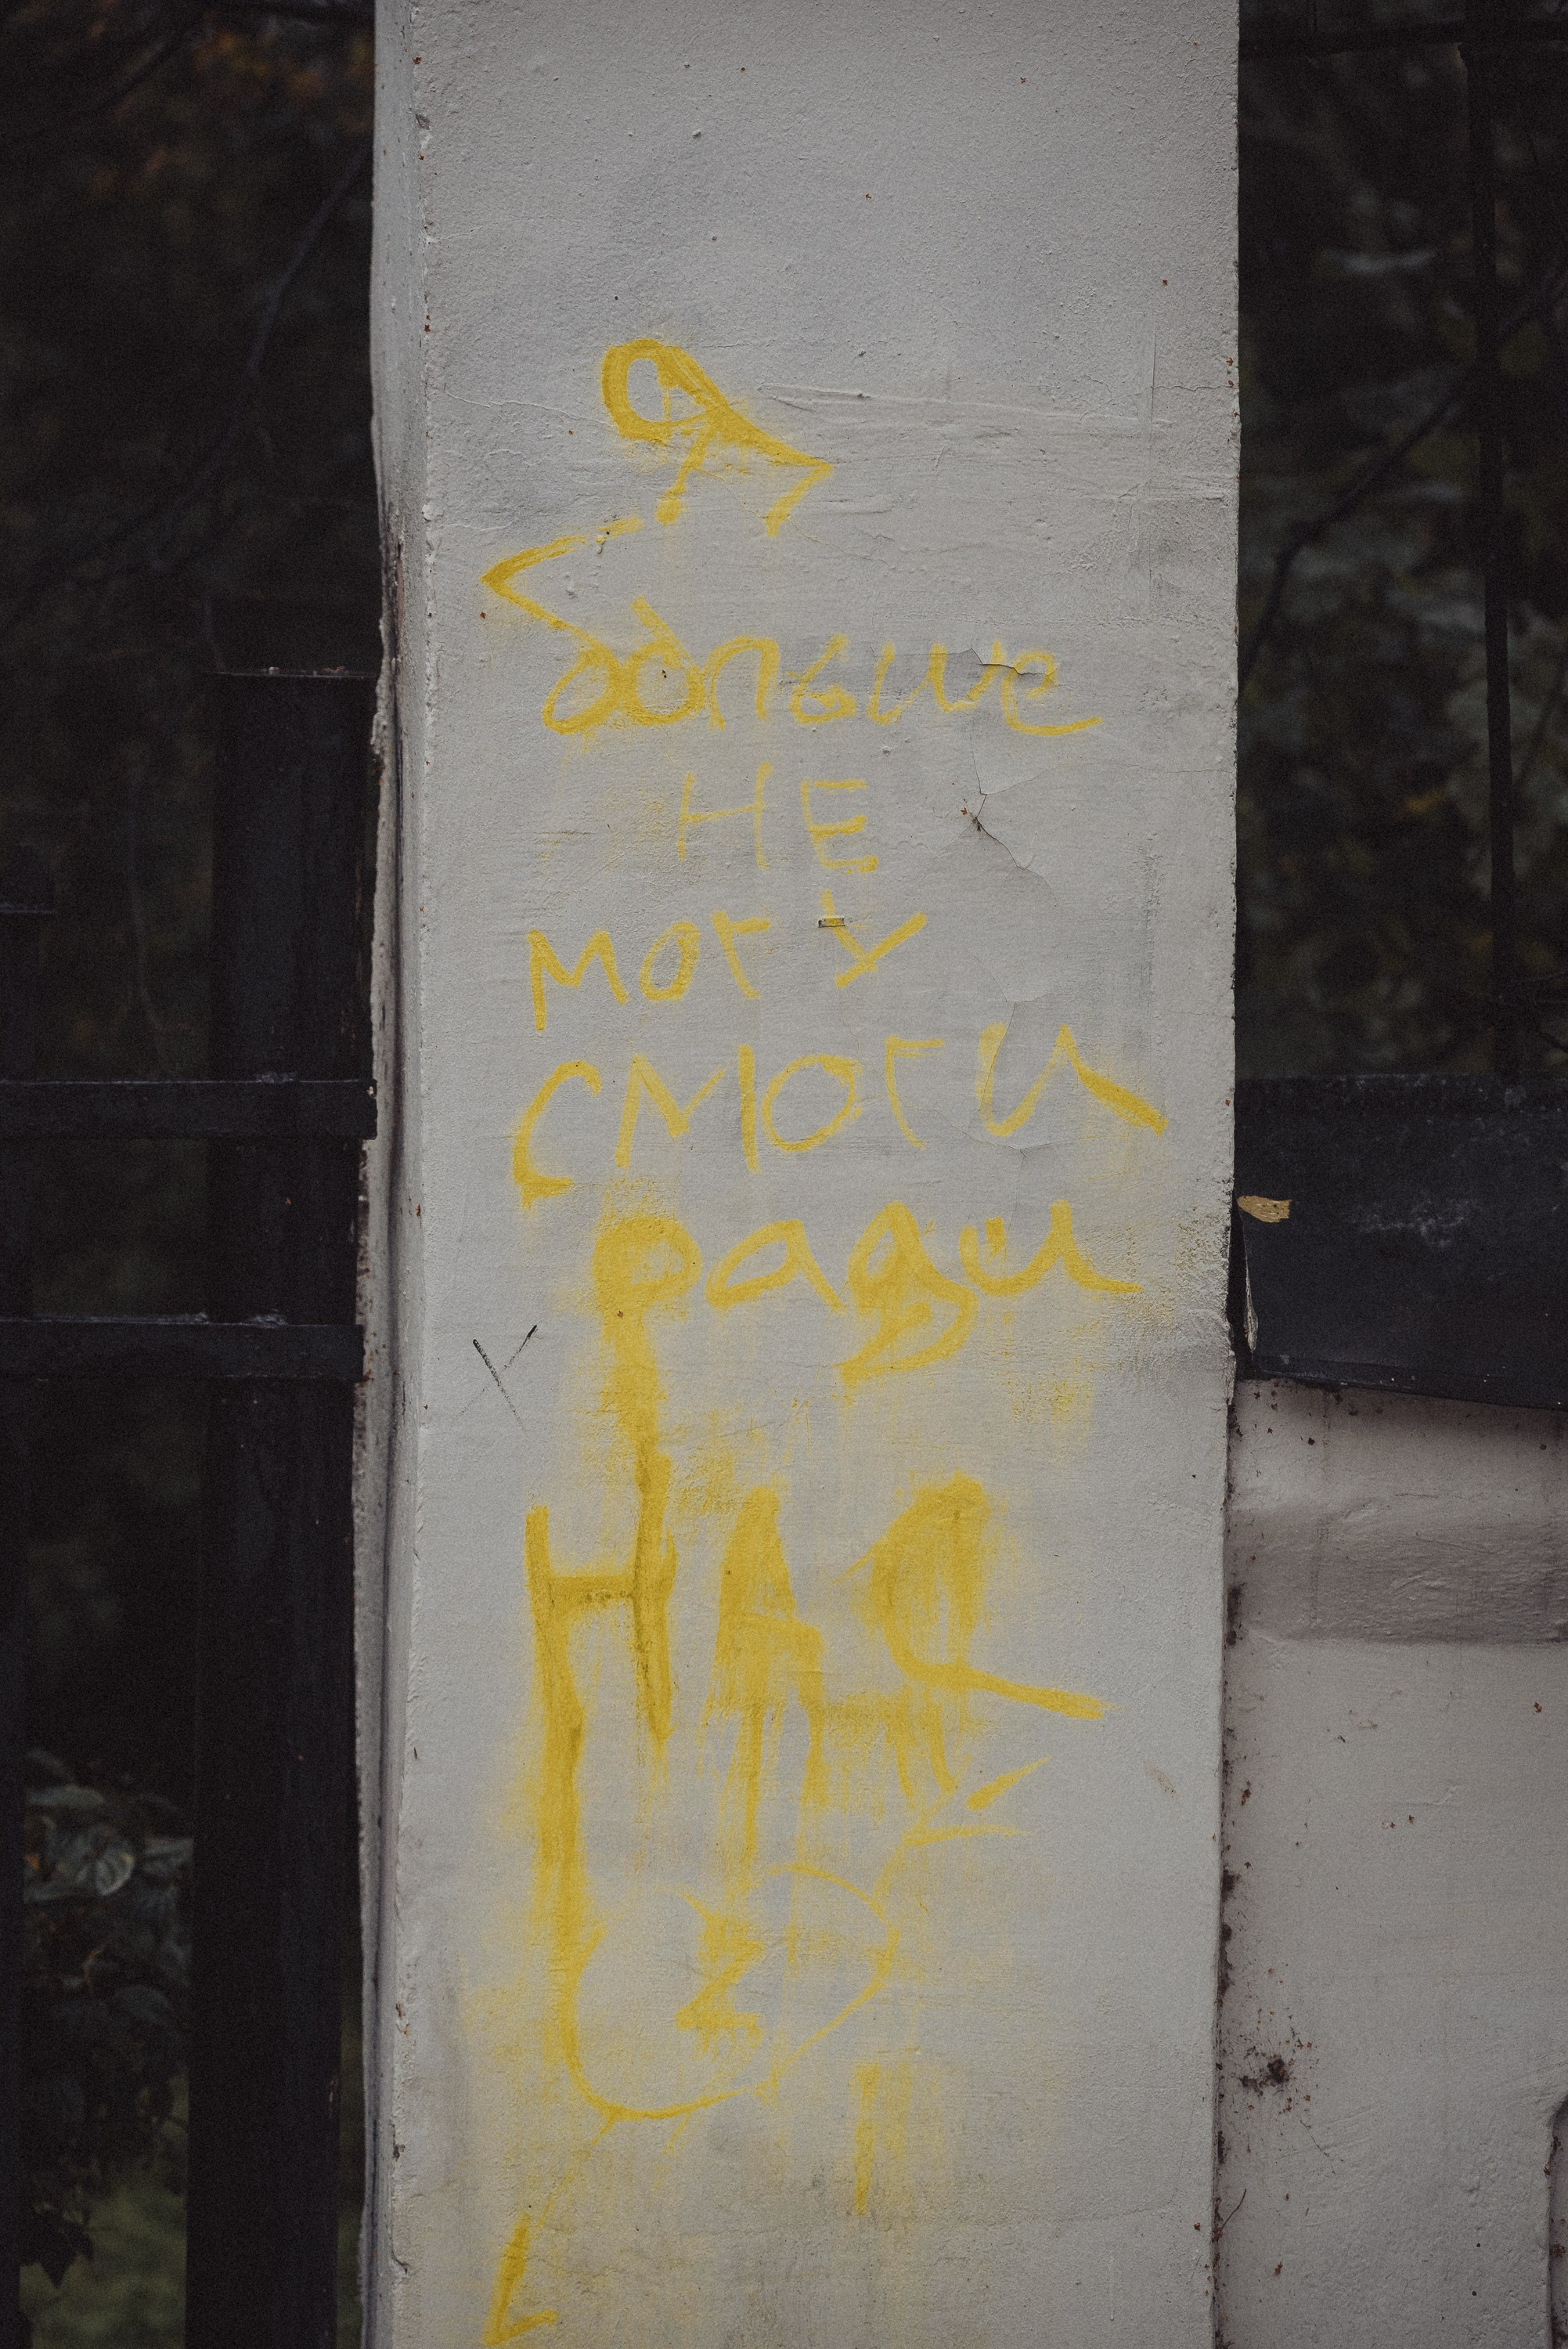 Я
больше
НЕ
могу
смоги
ради
НАС